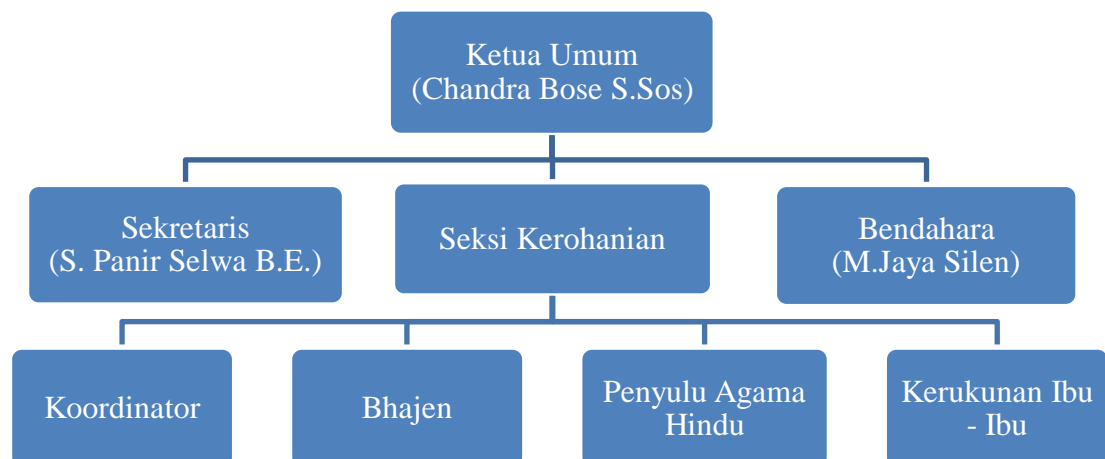 Ketua Umum
(Chandra Bose S.Sos)
Sekretaris
(S. Panir Selwa B.E.)
Seksi Kerohanian
Bendahara
(M.Jaya Silen)
Koordinator
Bhajen
Penyulu Agama
Hindu
Kerukunan Ibu
- Ibu